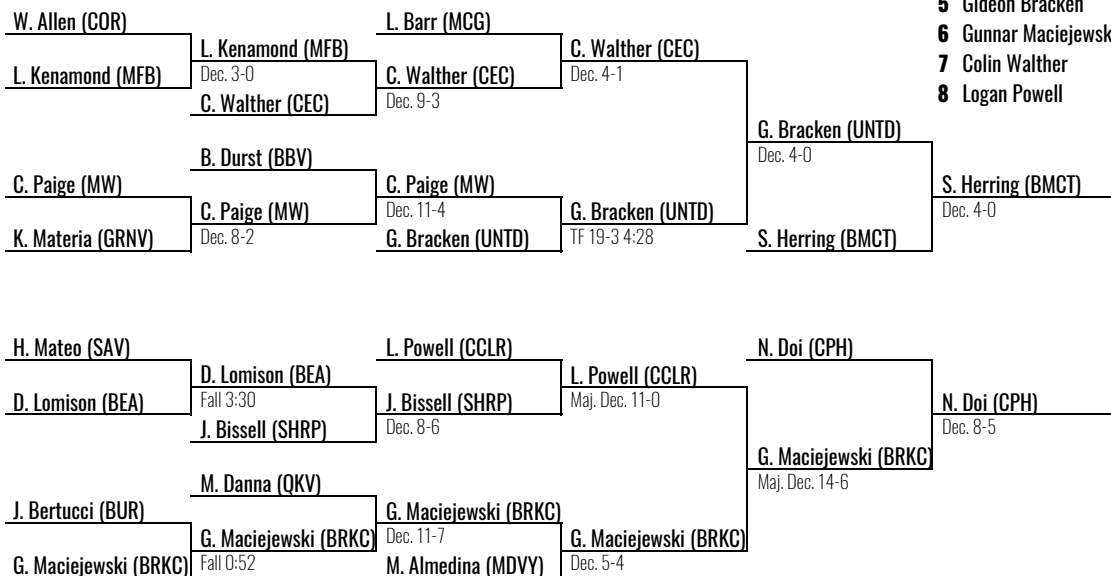 5 Gideon Bracken
W. Allen (COR)
L. Barr (MCG)
6 Gunnar Maciejewsk
L. Kenamond (MFB)
C. Walther (CEC)
7 Colin Walther
L. Kenamond (MFB)
Dec. 3-0
C. Walther (CEC)
Dec. 4-1
8 Logan Powell
C. Walther (CEC)
Dec. 9-3
G. Bracken (UNTD)
Dec. 4-0
B. Durst (BBV)
C. Paige (MW)
C. Paige (MW)
S. Herring (BMCT)
C. Paige (MW)
Dec. 11-4
G. Bracken (UNTD)
Dec. 4-0
K. Materia (GRNV)
Dec. 8-2
G. Bracken (UNTD)
TF 19-3 4:28
S. Herring (BMCT)
H. Mateo (SAV)
L. Powell (CCLR)
N. Doi (CPH)
D. Lomison (BEA)
L. Powell (CCLR)
D. Lomison (BEA)
Fall 3:30
J. Bissell (SHRP)
Maj. Dec. 11-0
N. Doi (CPH)
J. Bissell (SHRP)
Dec. 8-6
Dec. 8-5
G. Maciejewski (BRKC)
M. Danna (QKV)
Maj. Dec. 14-6
J. Bertucci (BUR)
G. Maciejewski (BRKC)
G. Maciejewski (BRKC)
Dec. 11-7
G. Maciejewski (BRKC)
G. Maciejewski (BRKC)
Fall 0:52
M. Almedina (MDVY)
Dec. 5-4